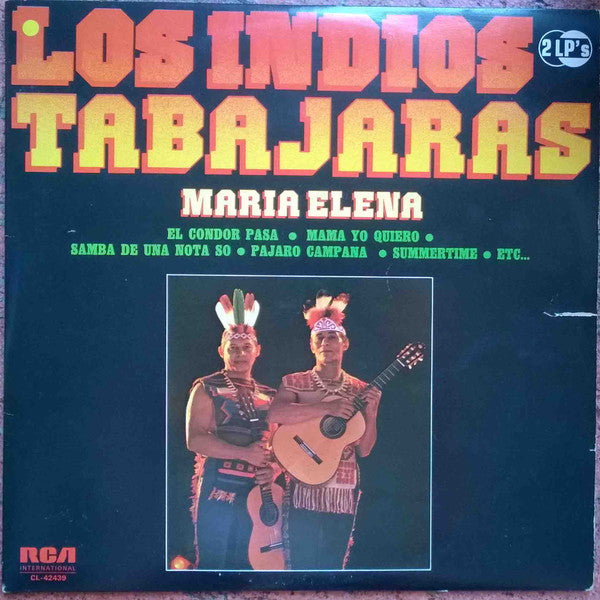 LOS INDIOS
2 LP's
TABAJARAS
MARIA ELENA
EL CONDOR PASA • MAMA YO QUIERO •
SAMBA DE UNA NOTA SO • PAJARO CAMPANA • SUMMERTIME • ETC...
RCA
INTERNATIONAL
CL-42439